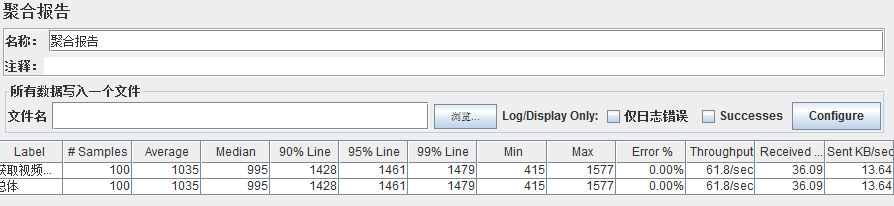 聚合报告
名称： 聚合报告
注释：
所有数据写入一个文件
文件名 浏览... Log/Display Only: 仅日志错误 Successes Configure
Label # Samples Average Median 90% Line 95% Line 99% Line Min Max Error % Throughput Received ... Sent KB/sec
获取视频... 100 1035 995 1428 1461 1479 415 1577 0.00% 61.8/sec 36.09 13.64
总体 100 1035 995 1428 1461 1479 415 1577 0.00% 61.8/sec 36.09 13.64